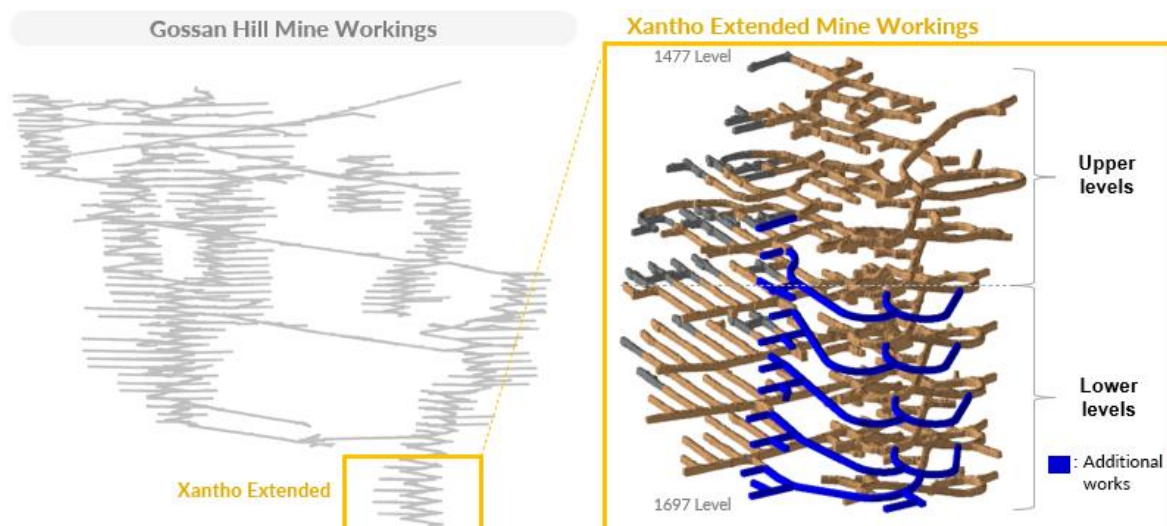 Gossan Hill Mine Workings
Xantho Extended
Xantho Extended Mine Workings
1477 Level
Upper
levels
Lower
levels
: Additional
works
1697 Level